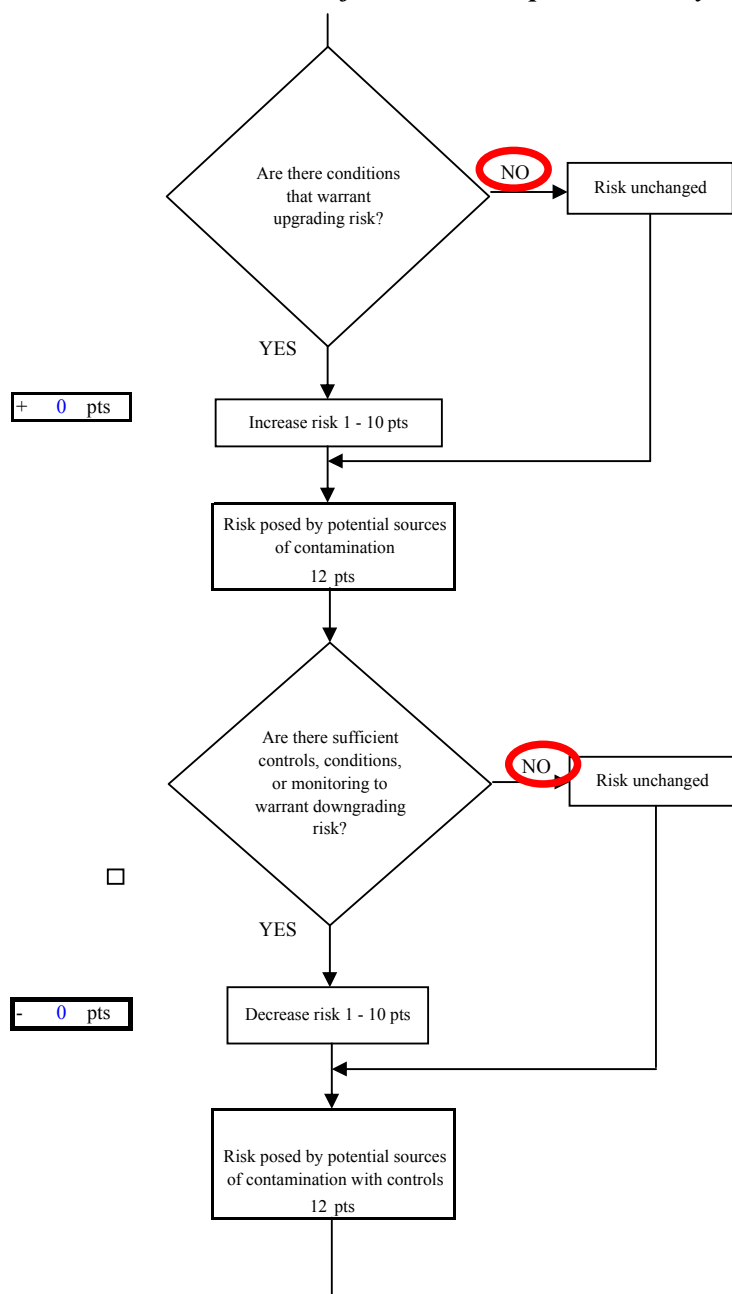 Are there conditions
that warrant
upgrading risk?
NO
Risk unchanged
YES
+ 0 pts
Increase risk 1 - 10 pts
Risk posed by potential sources
of contamination
12 pts
Are there sufficient
controls, conditions,
or monitoring to
warrant downgrading
risk?
NO
Risk unchanged
YES
- 0 pts
Decrease risk 1 - 10 pts
Risk posed by potential sources
of contamination with controls
12 pts